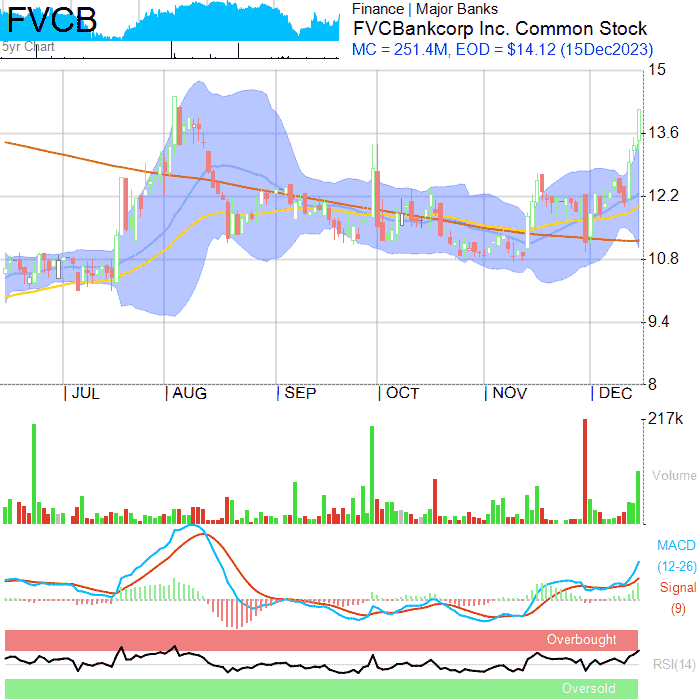 FVCB
5yr Chart
Finance | Major Banks
FVCBankcorp Inc. Common Stock
MC = 251.4M, EOD = $14.12 (15Dec2023)
15
13.6
12.2
10.8
9.4
8
| JUL | AUG | SEP | OCT | NOV | DEC
217k
Volume
MACD
(12-26)
Signal
(9)
Overbought
RSI(14)
Oversold